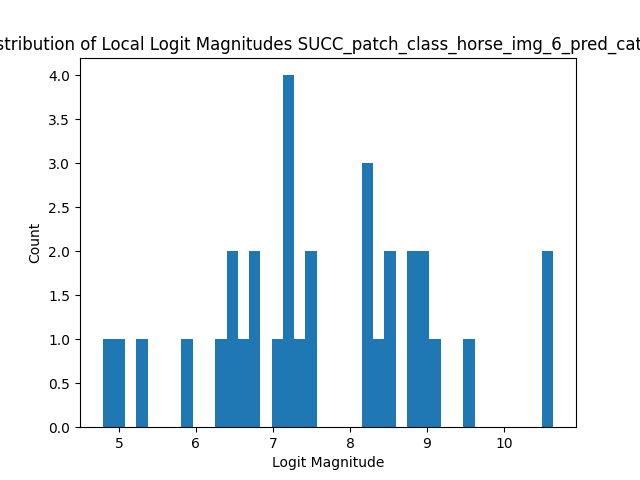 stribution of Local Logit Magnitudes SUCC_patch_class_horse_img_6_pred_cat
4.0
3.5
3.0
2.5
2.0
1.5
1.0
0.5
0.0
Count
5 6 7 8 9 10
Logit Magnitude